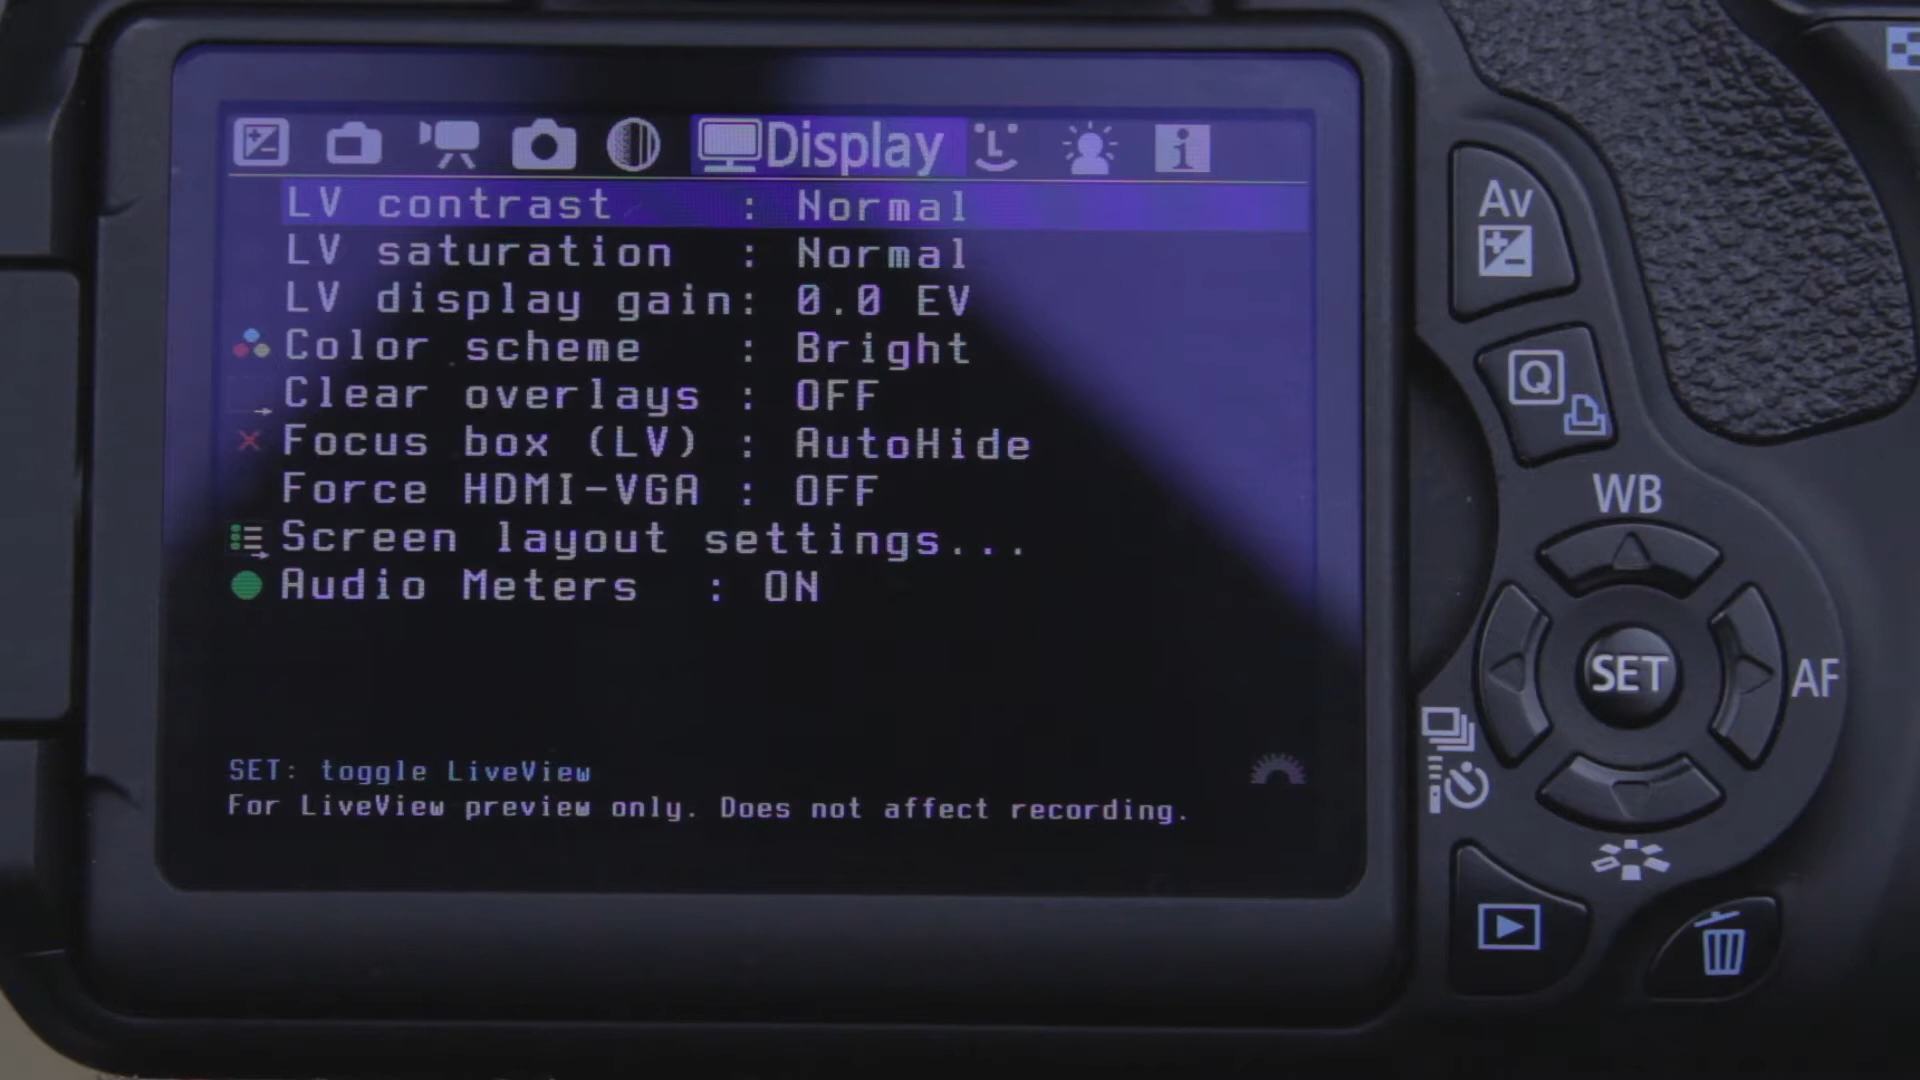 Display
LV contrast : Normal
LV saturation : Normal
LV display gain: 0.0 EV
Color scheme : Bright
Clear overlays : OFF
Focus box (LV) : AutoHide
Force HDMI-VGA : OFF
Screen layout settings...
Audio Meters : ON
SET: toggle LiveView
For LiveView preview only. Does not affect recording.
Av
Q
WB
SET
AF